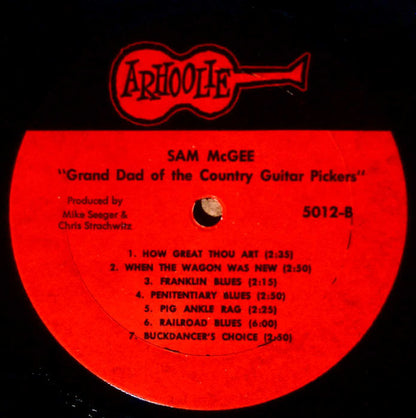 ARHOOLIE
SAM McGEE
"Grand Dad of the Country Guitar Pickers"
Produced by
Mike Seeger &
Chris Strachwitz
5012-B
1. HOW GREAT THOU ART (2:35)
2. WHEN THE WAGON WAS NEW (2:50)
3. FRANKLIN BLUES (2:15)
4. PENITENTIARY BLUES (2:50)
5. PIG ANKLE RAG (2:25)
6. RAILROAD BLUES (6:00)
7. BUCKDANCER'S CHOICE (2:50)